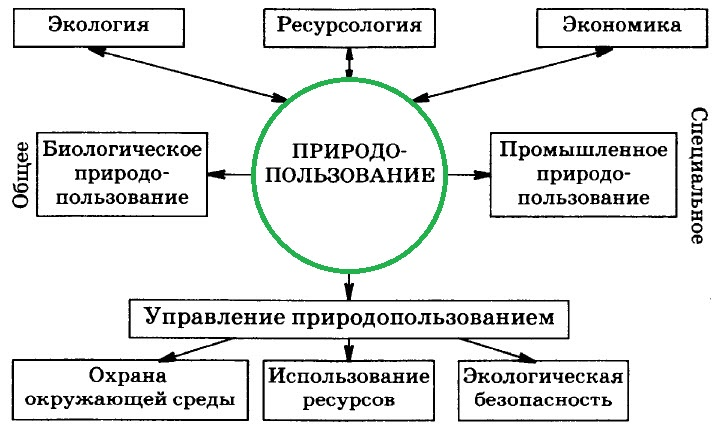 Экология
Ресурсология
Экономика
Общее
Биологическое
природо-
пользование
ПРИРОДО-
ПОЛЬЗОВАНИЕ
Промышленное
природо-
пользование
Специальное
Управление природопользованием
Охрана
окружающей среды
Использование
ресурсов
Экологическая
безопасность